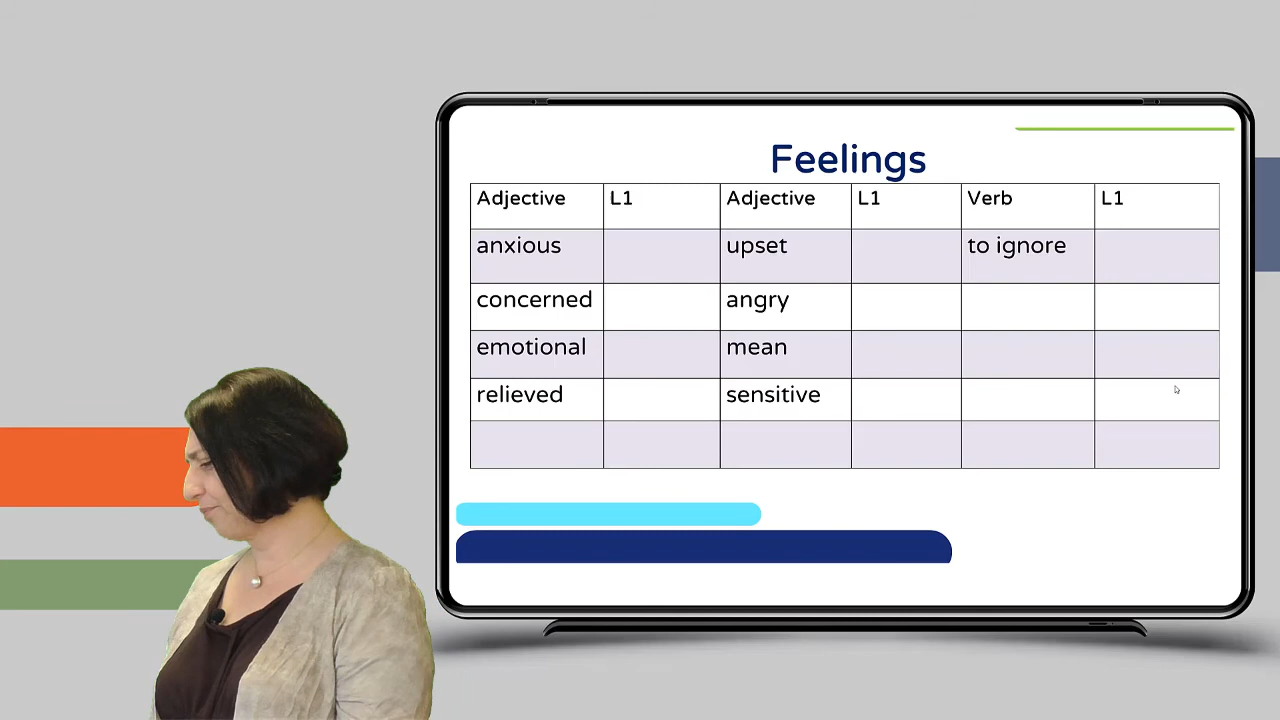 Feelings
Adjective L1 Adjective L1 Verb L1
anxious upset to ignore
concerned angry
emotional mean
relieved sensitive